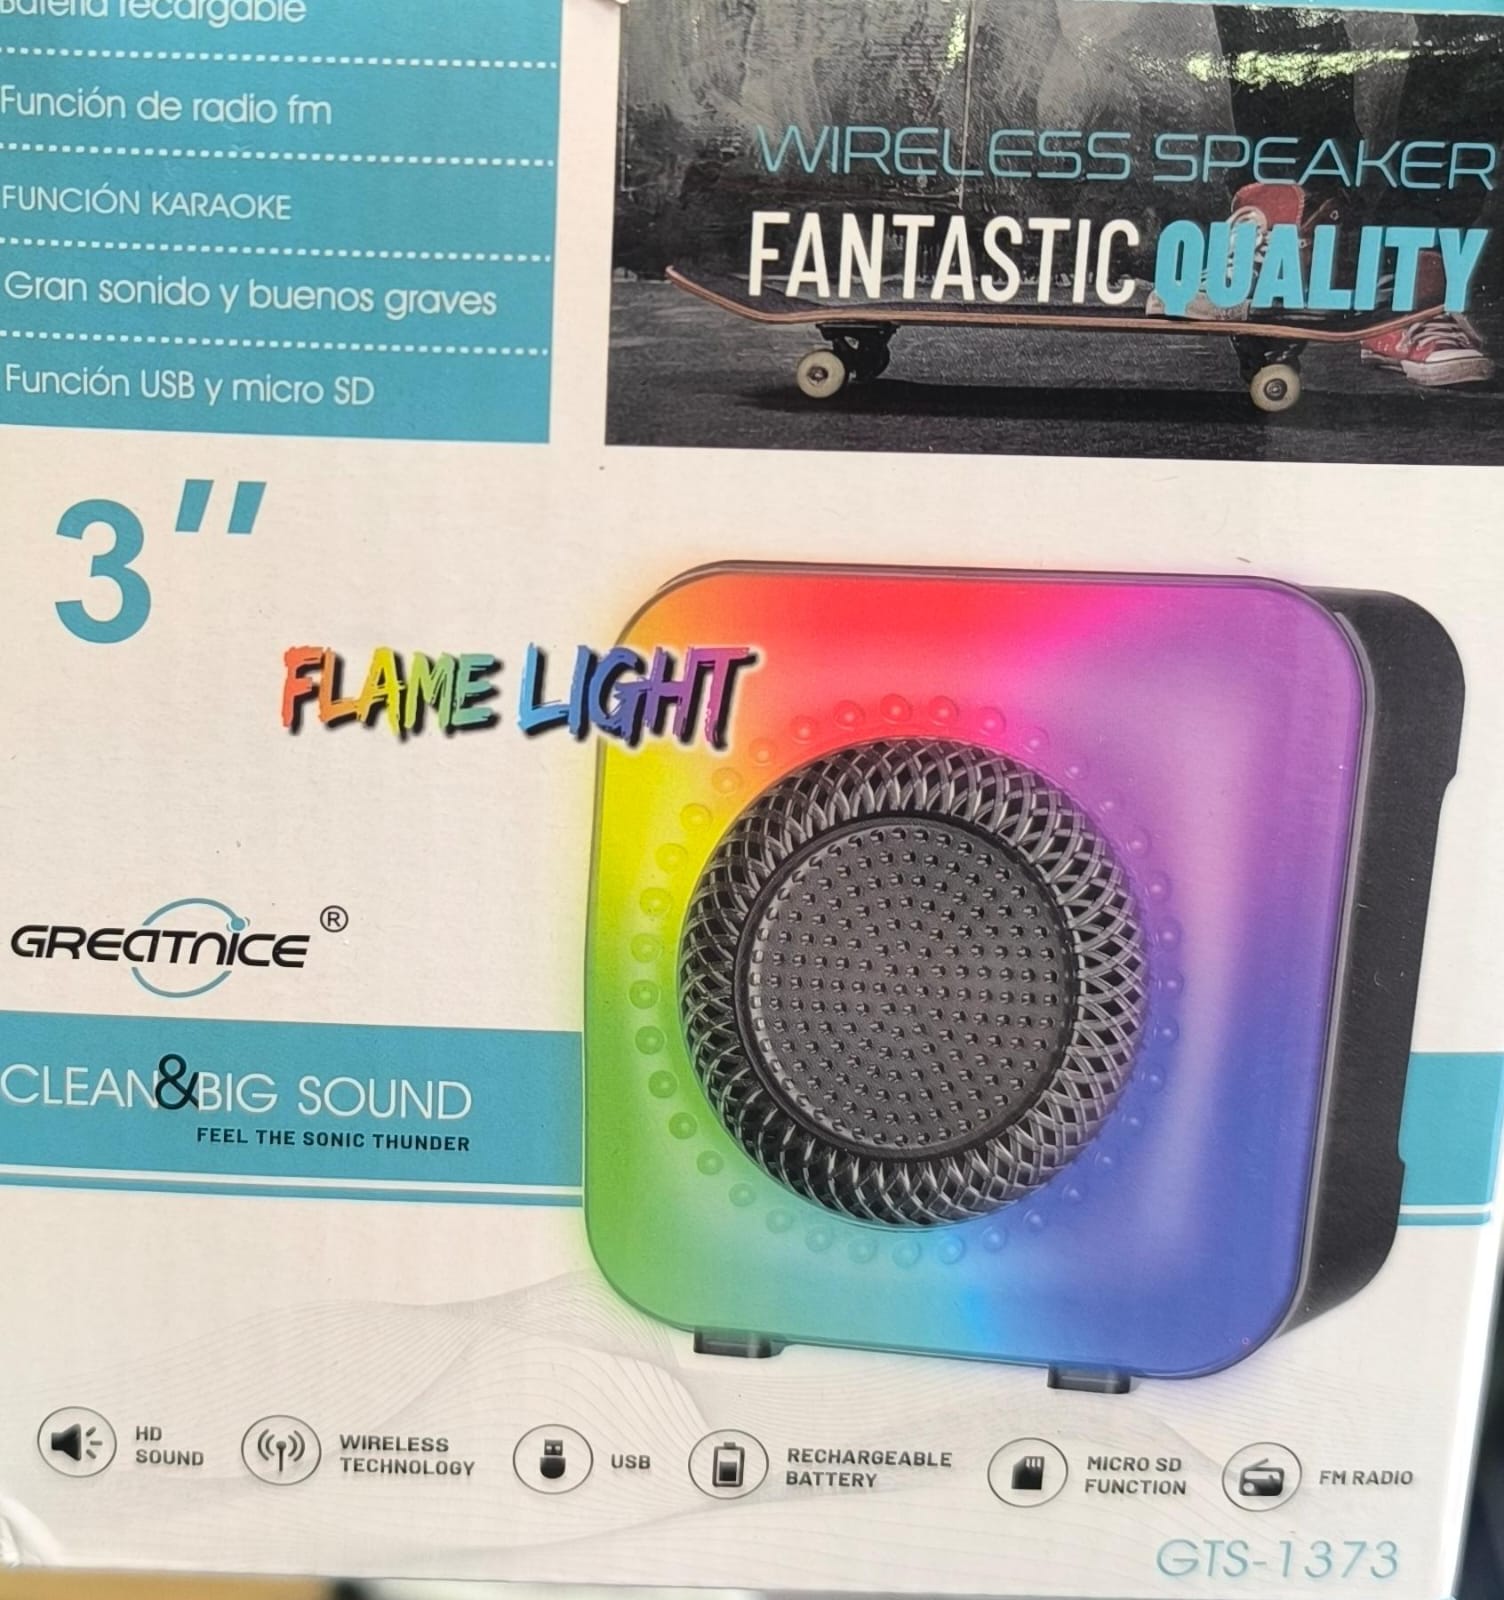 Batería recargable
Función de radio fm
FUNCIÓN KARAOKE
Gran sonido y buenos graves
Función USB y micro SD
WIRELESS SPEAKER
FANTASTIC QUALITY
3"
FLAME LIGHT
GREATNICE ®
CLEAN&BIG SOUND
FEEL THE SONIC THUNDER
HD
SOUND
WIRELESS
TECHNOLOGY
USB
RECHARGEABLE
BATTERY
MICRO SD
FUNCTION
FM RADIO
GTS-1373